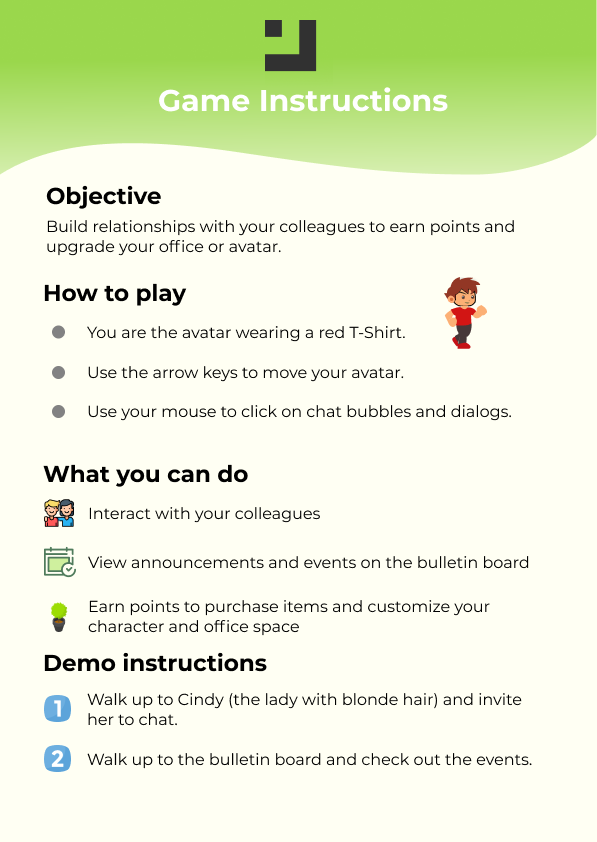 Game Instructions
Objective
Build relationships with your colleagues to earn points and
upgrade your office or avatar.
How to play
You are the avatar wearing a red T-Shirt.
Use the arrow keys to move your avatar.
Use your mouse to click on chat bubbles and dialogs.
What you can do
Interact with your colleagues
View announcements and events on the bulletin board
Earn points to purchase items and customize your
character and office space
Demo instructions
1 Walk up to Cindy (the lady with blonde hair) and invite
her to chat.
2 Walk up to the bulletin board and check out the events.